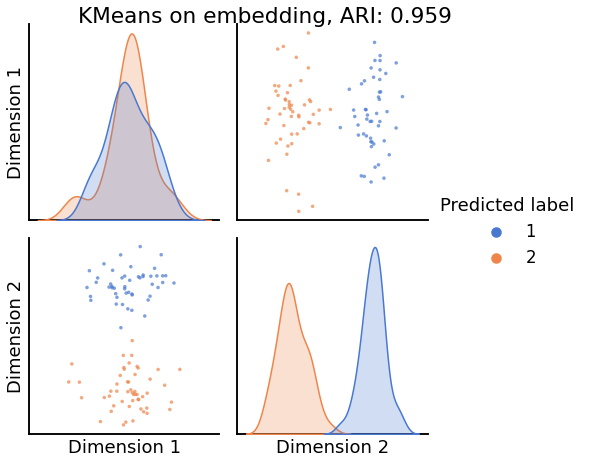 KMeans on embedding, ARI: 0.959
Dimension 1
Predicted label
1
2
Dimension 2
Dimension 1
Dimension 2